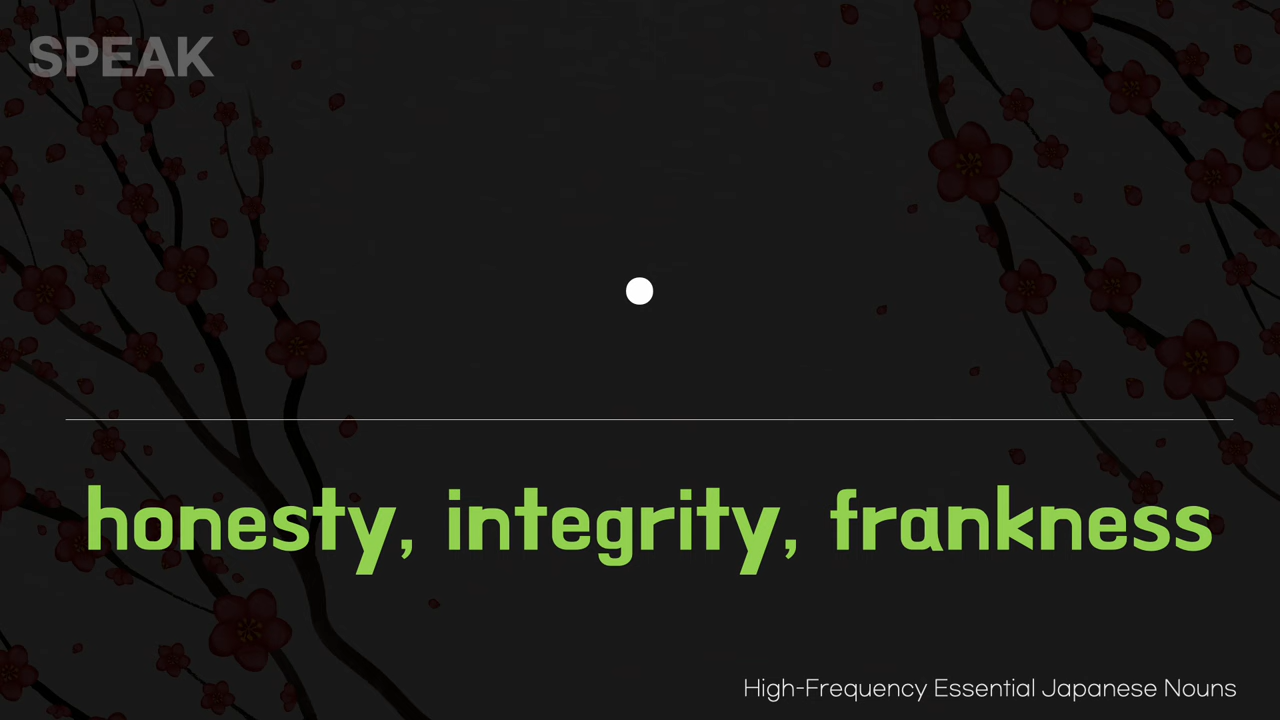 SPEAK
honesty, integrity, frankness
High-Frequency Essential Japanese Nouns